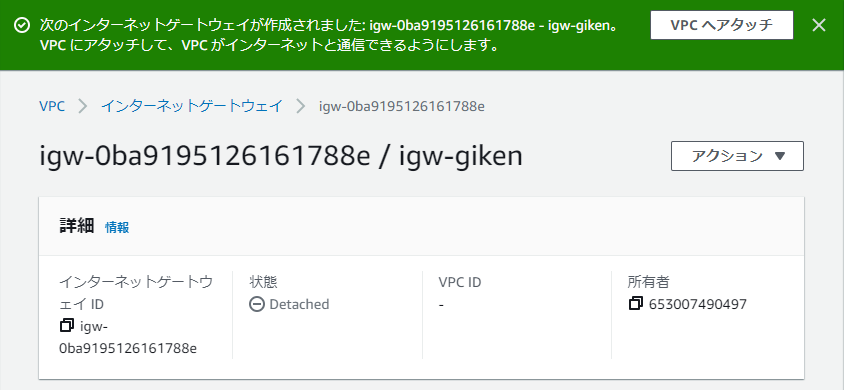 次のインターネットゲートウェイが作成されました: igw-0ba9195126161788e - igw-giken。
VPC にアタッチして、VPC がインターネットと通信できるようにします。
VPC へアタッチ
VPC
インターネットゲートウェイ
igw-0ba9195126161788e
igw-0ba9195126161788e / igw-giken
アクション
詳細 情報
インターネットゲートウ
ェイ ID
igw-
0ba9195126161788e
状態
Detached
VPC ID
-
所有者
653007490497